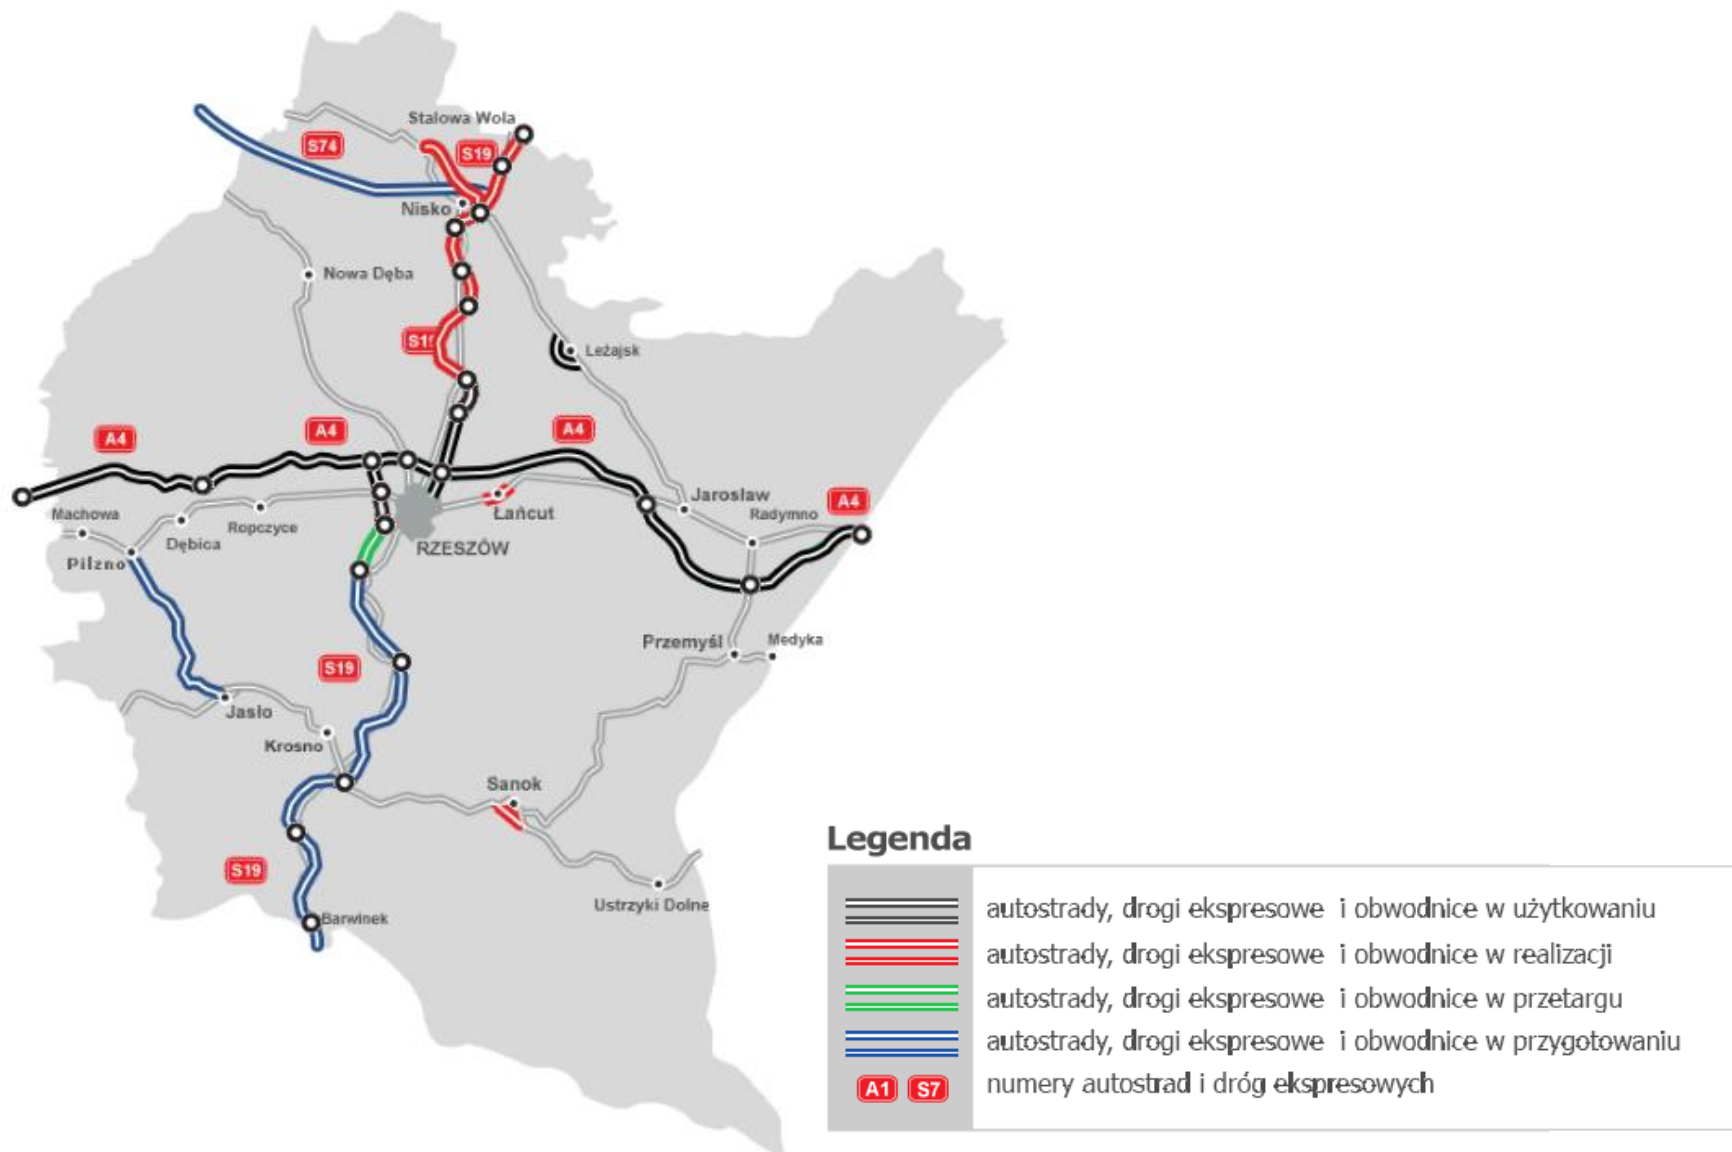 Stalowa Wola
S74
S19
Nisko
Nowa Dęba
S19
Leżajsk
A4
A4
A4
Machowa
Ropczyce
Dębica
Pilzno
Łańcut
RZESZÓW
Jaroslaw
Radymno
A4
Przemyśl
Medyka
S19
Jasło
Krosno
Sanok
S19
Barwinek
Ustrzyki Dolne
Legenda
autostrady, drogi ekspresowe i obwodnice w użytkowaniu
autostrady, drogi ekspresowe i obwodnice w realizacji
autostrady, drogi ekspresowe i obwodnice w przetargu
autostrady, drogi ekspresowe i obwodnice w przygotowaniu
A1 S7 numery autostrad i dróg ekspresowych